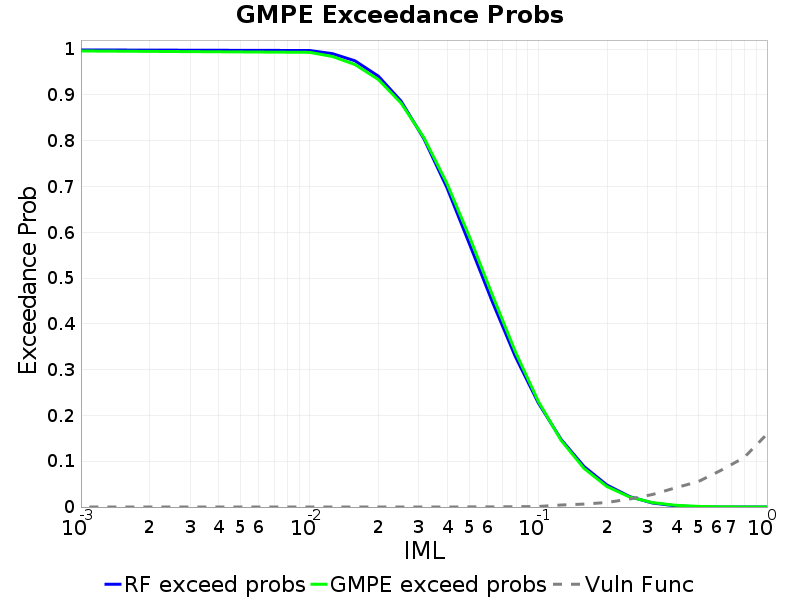 GMPE Exceedance Probs
Exceedance Prob
1
0.9
0.8
0.7
0.6
0.5
0.4
0.3
0.2
0.1
0
10-3 2 3 4 5 6 10-2 2 3 4 5 6 10-1 2 3 4 5 6 7 100
IML
RF exceed probs GMPE exceed probs Vuln Func